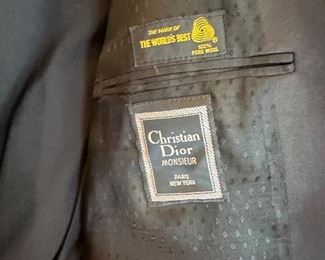 THE MARK OF
THE WORLD'S BEST
100%
PURE WOOL
Christian
Dior
MONSIEUR
PARIS
NEW YORK